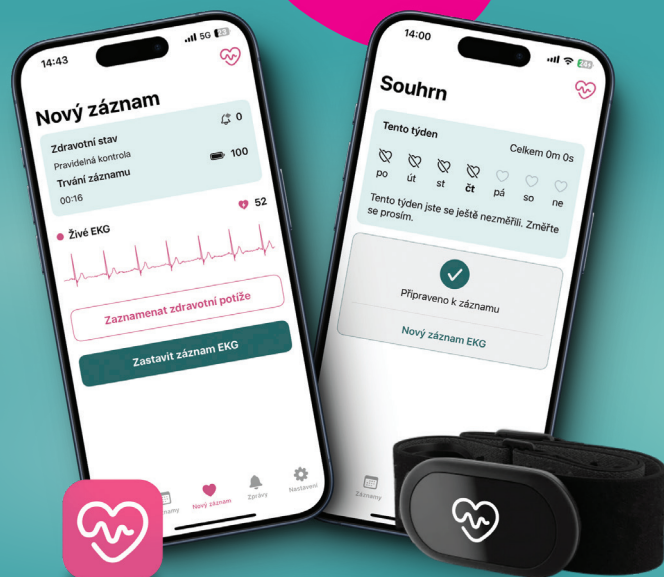 14:43
5G 23
Nový záznam
Zdravotní stav
0
Pravidelná kontrola
Trvání záznamu
100
00:16
Živé EKG
52
Zaznamenat zdravotní potíže
Zastavit záznam EKG
Nový záznam
Zprávy
Nastavení
14:00
Souhrn
Tento týden
Celkem 0m 0s
po út st čt pá so ne
Tento týden jste se ještě nezměřili. Změřte
se prosím.
Připraveno k záznamu
Nový záznam EKG
Záznamy